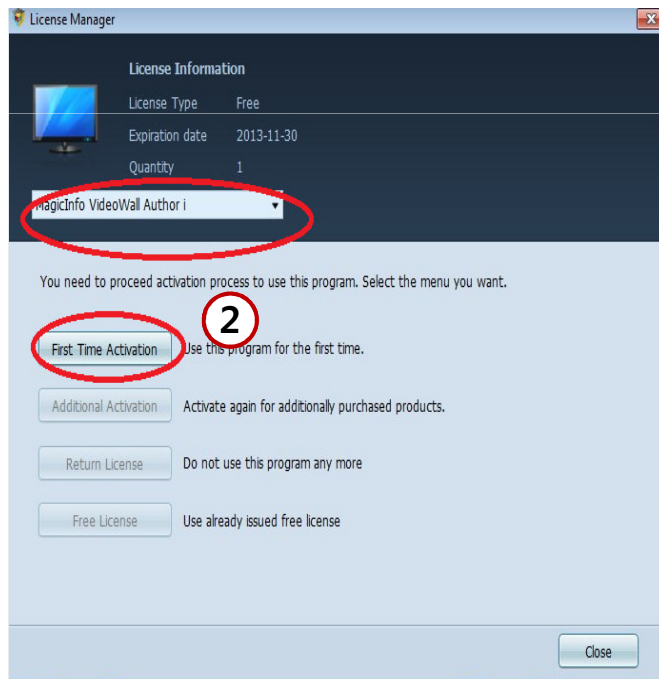 License Manager
License Information
License Type Free
Expiration date 2013-11-30
Quantity 1
MagicInfo VideoWall Author i
You need to proceed activation process to use this program. Select the menu you want.
2
First Time Activation Use this program for the first time.
Additional Activation Activate again for additionally purchased products.
Return License Do not use this program any more
Free License Use already issued free license
Close